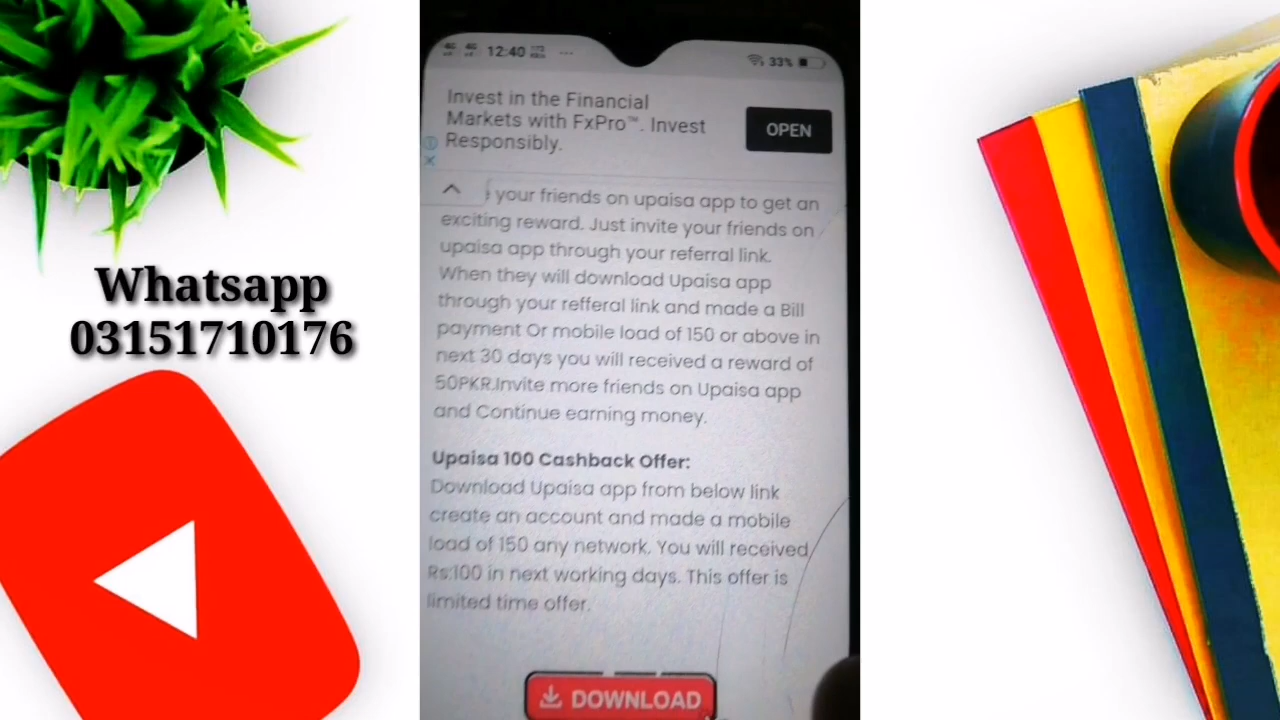 Whatsapp
03151710176
12:40
33%
Invest in the Financial
Markets with FxPro™. Invest
Responsibly.
OPEN
your friends on upaisa app to get an
exciting reward. Just invite your friends on
upaisa app through your referral link.
When they will download Upaisa app
through your refferal link and made a Bill
payment Or mobile load of 150 or above in
next 30 days you will received a reward of
50PKR.Invite more friends on Upaisa app
and Continue earning money.
Upaisa 100 Cashback Offer:
Download Upaisa app from below link
create an account and made a mobile
load of 150 any network. You will received
Rs:100 in next working days. This offer is
limited time offer.
DOWNLOAD